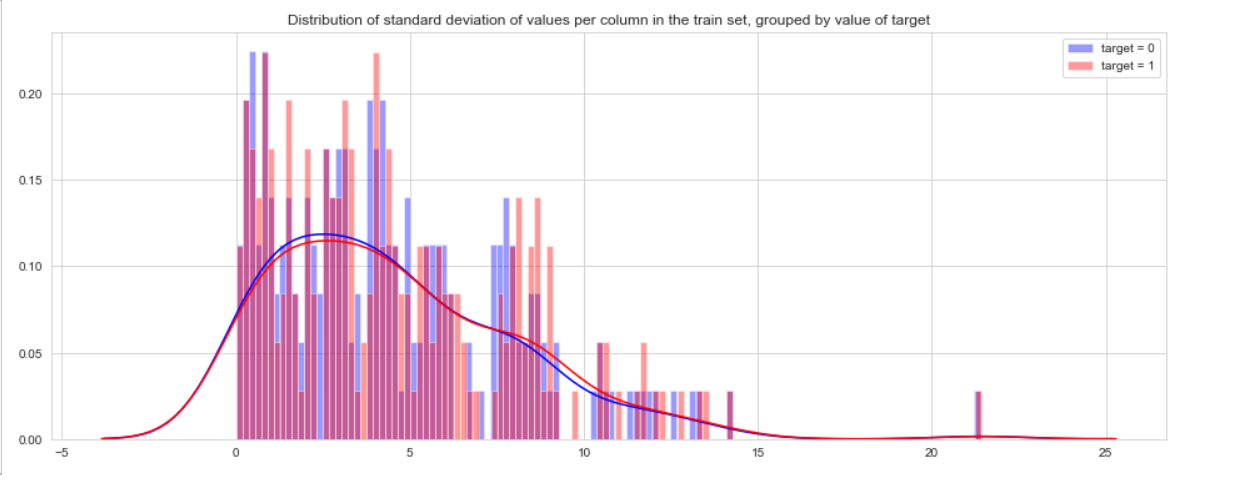 Distribution of standard deviation of values per column in the train set, grouped by value of target
target = 0
target = 1
0.20
0.15
0.10
0.05
0.00
−5 0 5 10 15 20 25